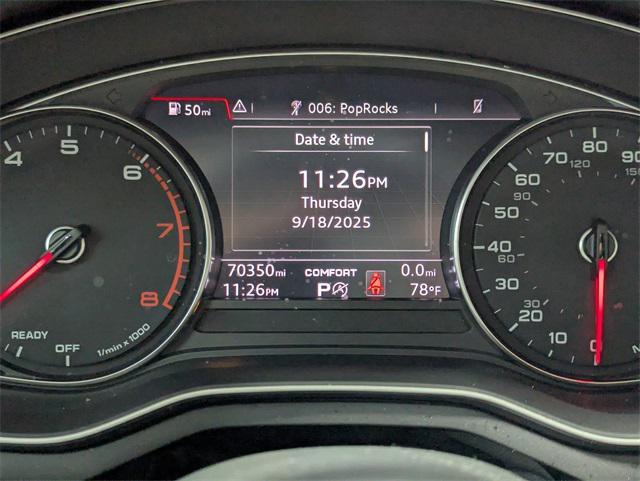 50mi
006: PopRocks
Date & time
11:26PM
Thursday
9/18/2025
70350mi COMFORT 0.0mi
11:26PM P 78°F
4 5 6 7 8
READY
OFF
1/min x 1000
0 10 20 30 40 50 60 70 80 90
30 60 90 120